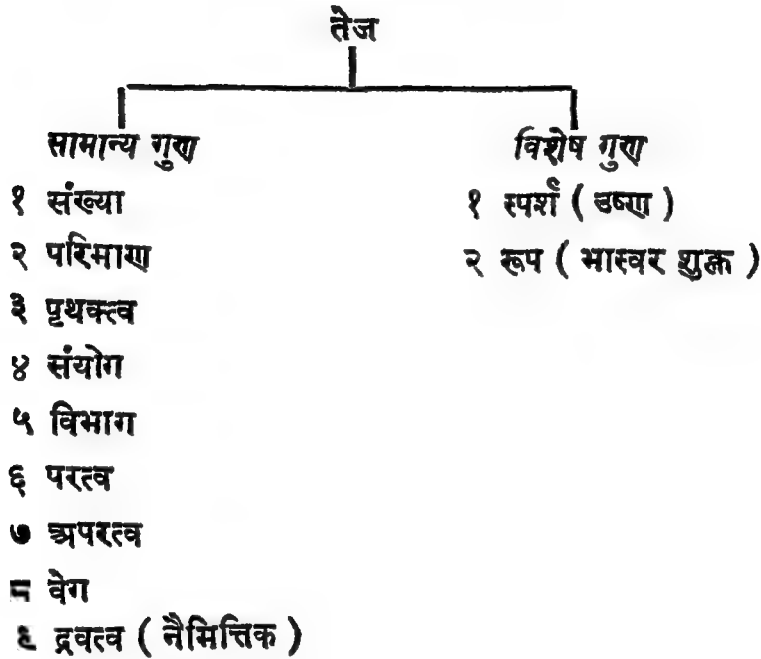 तेज
सामान्य गुण
१ संख्या
२ परिमाण
३ पृथक्त्व
४ संयोग
५ विभाग
६ परत्व
७ अपरत्व
८ वेग
९ द्रवत्व ( नैमित्तिक )
विशेष गुण
१ स्पर्श ( उष्ण )
२ रूप ( भास्वर शुक्ल )